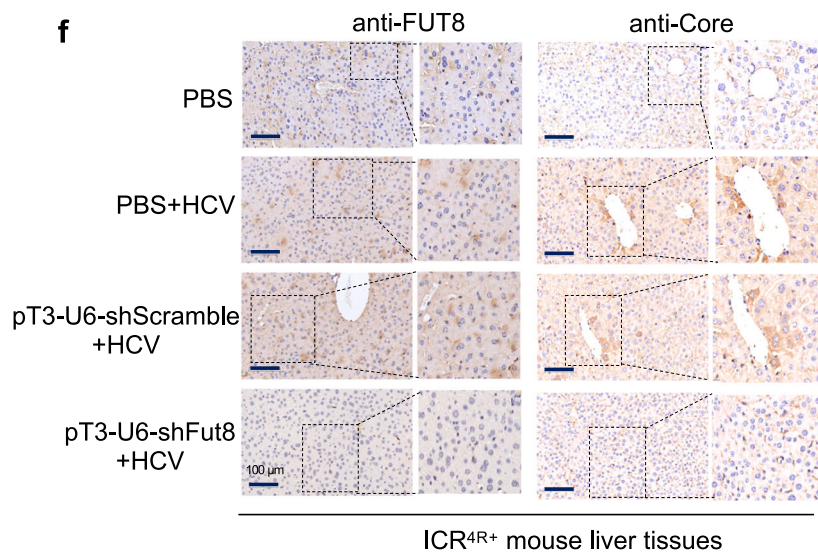 f
anti-FUT8 anti-Core
PBS
PBS+HCV
pT3-U6-shScramble
+HCV
pT3-U6-shFut8
+HCV
100 µm
ICR⁴ᴿ⁺ mouse liver tissues